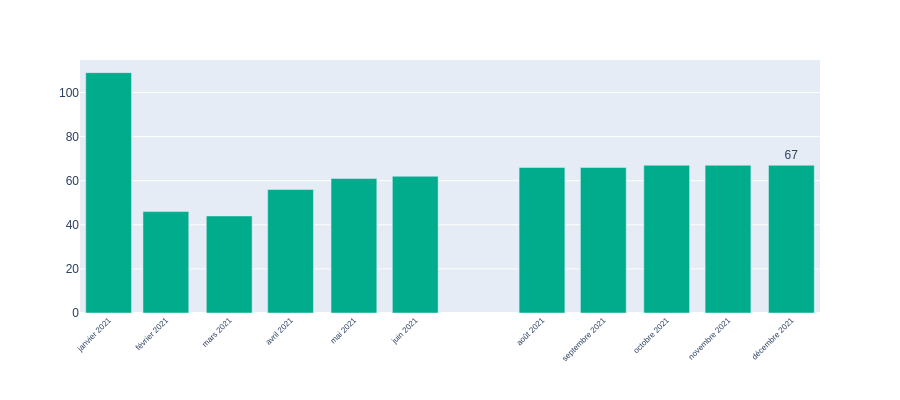 100
80
60
40
20
0
67
janvier 2021
février 2021
mars 2021
avril 2021
mai 2021
juin 2021
août 2021
septembre 2021
octobre 2021
novembre 2021
décembre 2021